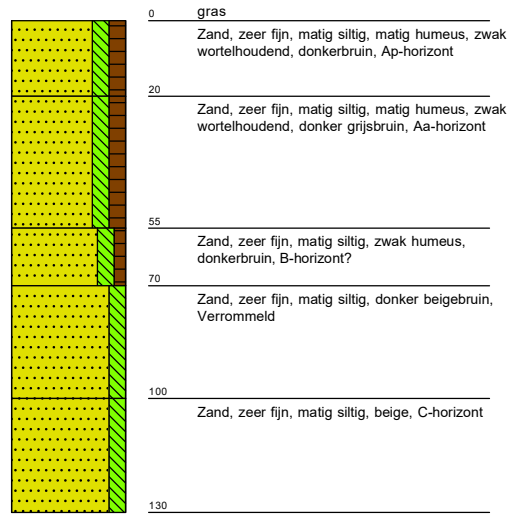 0
gras
Zand, zeer fijn, matig siltig, matig humeus, zwak
wortelhoudend, donkerbruin, Ap-horizont
20
Zand, zeer fijn, matig siltig, matig humeus, zwak
wortelhoudend, donker grijsbruin, Aa-horizont
55
Zand, zeer fijn, matig siltig, zwak humeus,
donkerbruin, B-horizont?
70
Zand, zeer fijn, matig siltig, donker beigebruin,
Verrommeld
100
Zand, zeer fijn, matig siltig, beige, C-horizont
130